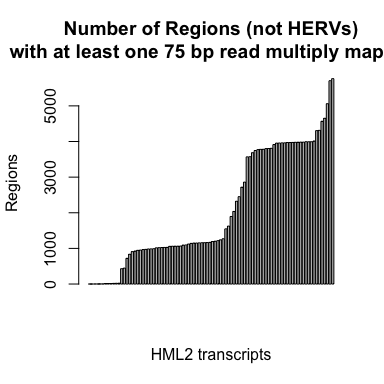 Number of Regions (not HERVs)
with at least one 75 bp read multiply map
5000
3000
1000
0
Regions
HML2 transcripts